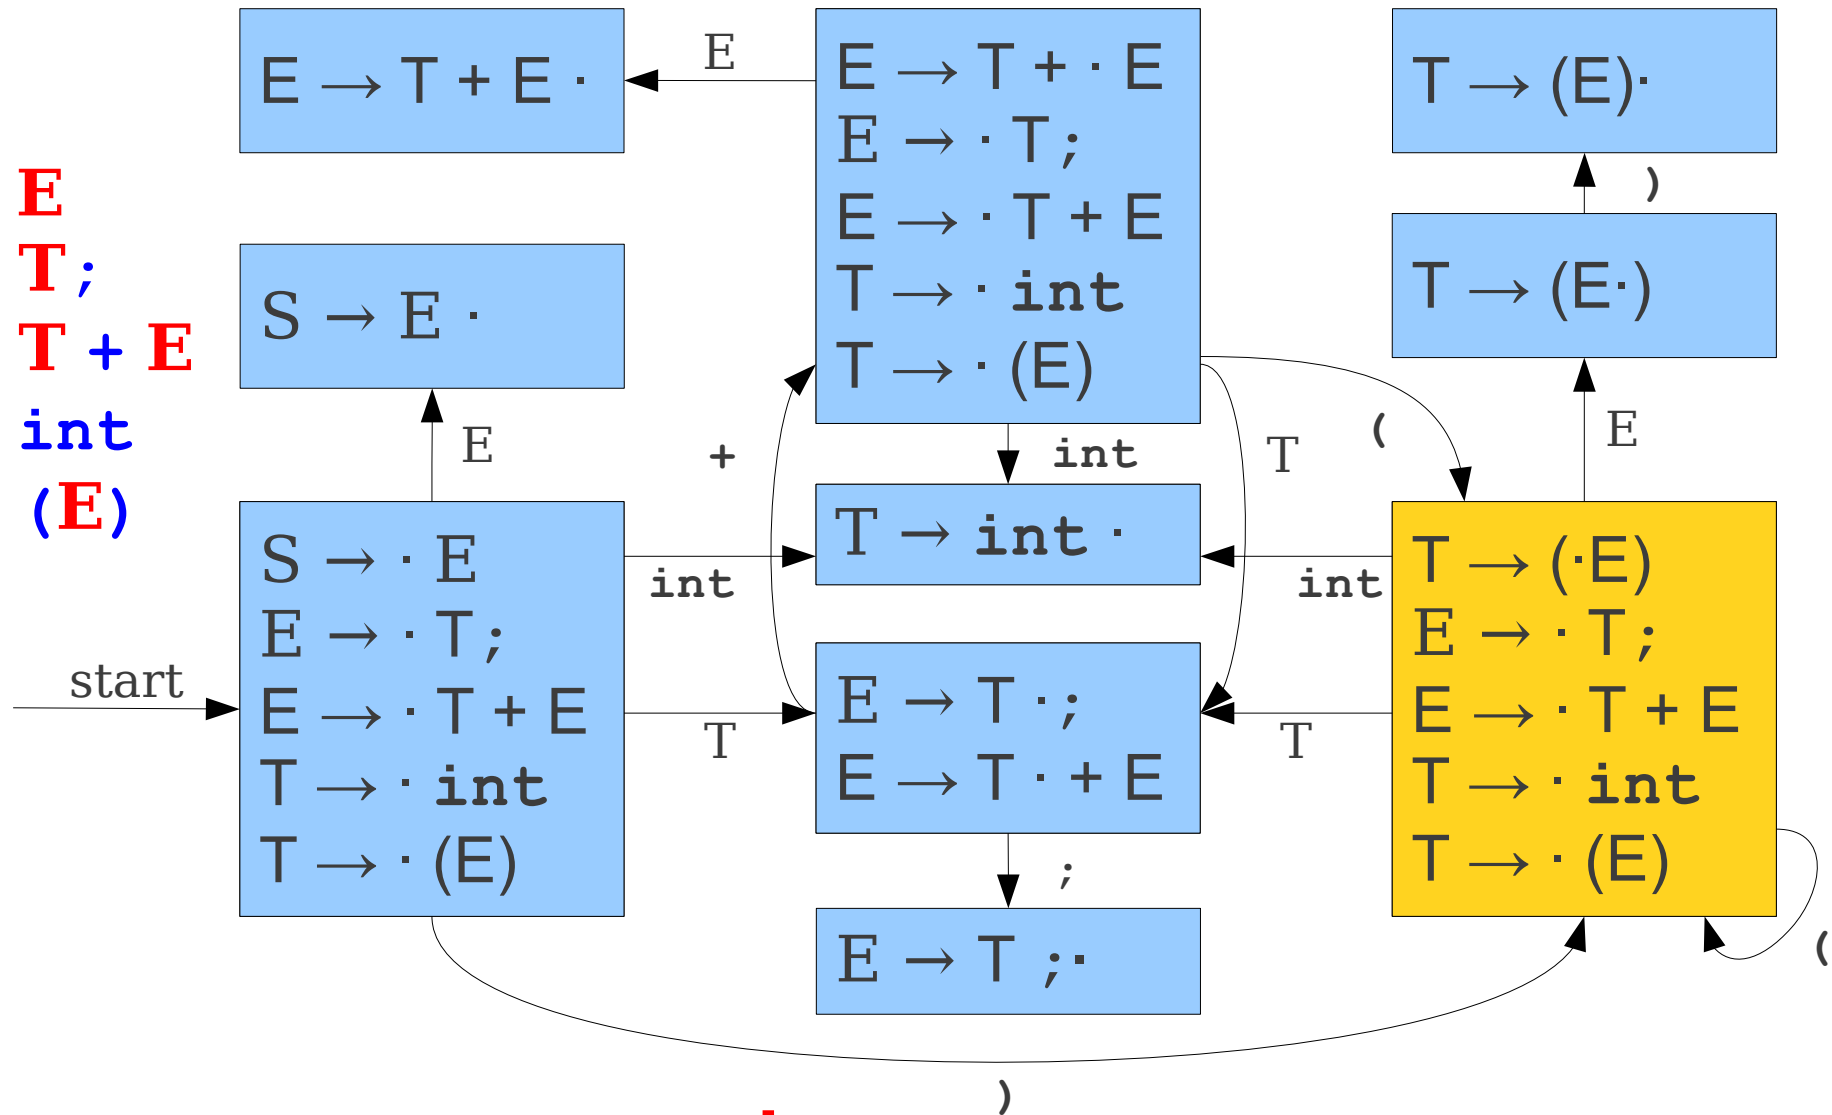 E
T ;
T + E
int
(E)
E → T + E ·
E
S → E ·
E
start
S → · E
E → · T ;
E → · T + E
T → · int
T → · (E)
E → T + · E
E → · T ;
E → · T + E
T → · int
T → · (E)
+
int
T
(
int
T → int ·
int
T
E → T · ;
E → T · + E
T
;
E → T ; ·
)
T → (E)·
)
T → (E·)
E
T → (·E)
E → · T ;
E → · T + E
T → · int
T → · (E)
(